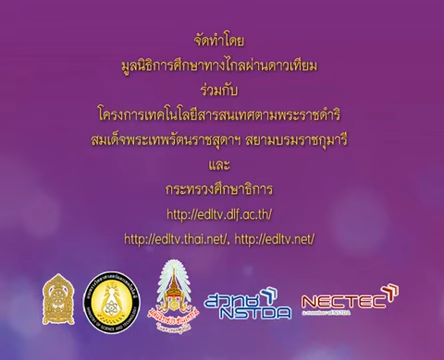 จัดทำโดย
มูลนิธิการศึกษาทางไกลผ่านดาวเทียม
ร่วมกับ
โครงการเทคโนโลยีสารสนเทศตามพระราชดำริ
สมเด็จพระเทพรัตนราชสุดาฯ สยามบรมราชกุมารี
และ
กระทรวงศึกษาธิการ
http://edltv.dlf.ac.th/
http://edltv.thai.net/, http://edltv.net/
สวทช
NSTDA
NECTEC
a member of NSTDA